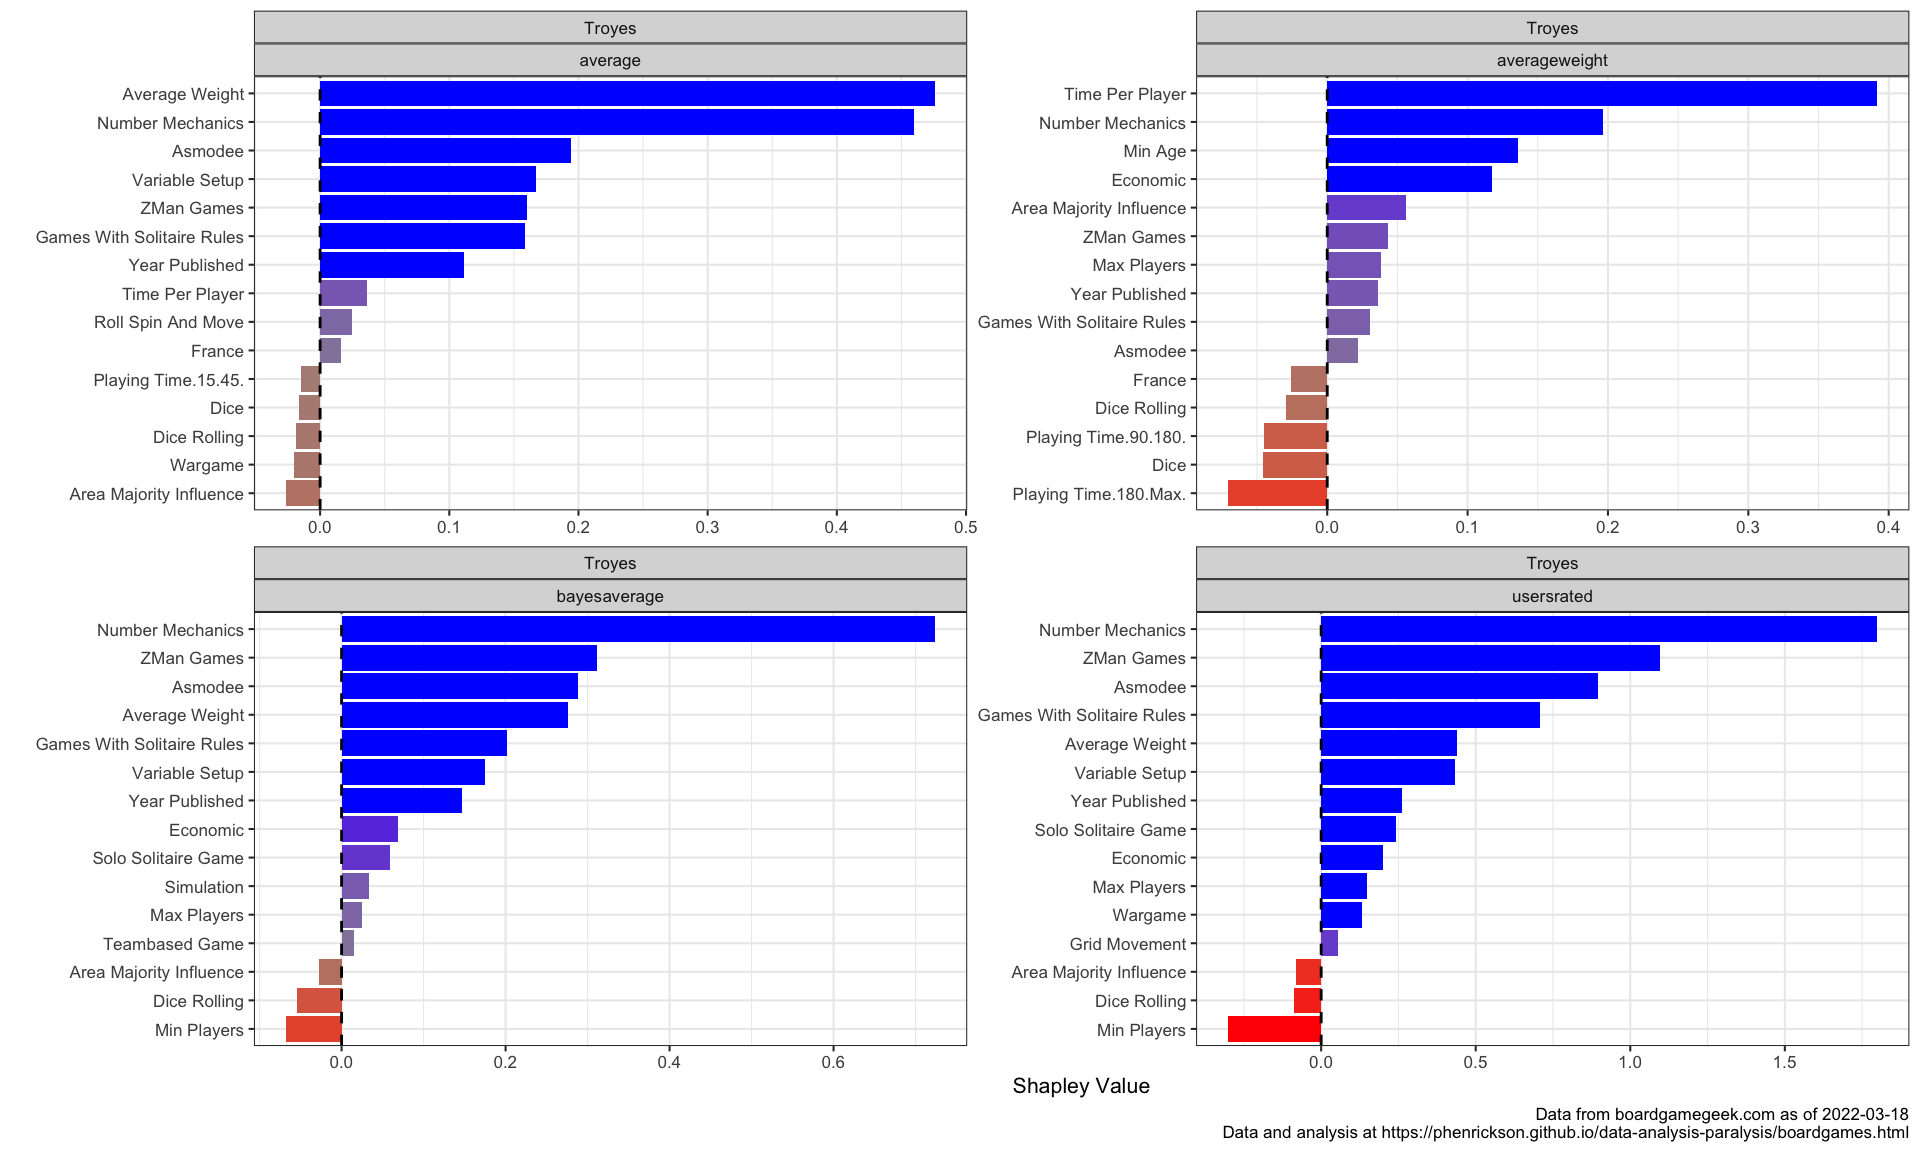 Troyes
average
Average Weight
Number Mechanics
Asmodee
Variable Setup
ZMan Games
Games With Solitaire Rules
Year Published
Time Per Player
Roll Spin And Move
France
Playing Time.15.45.
Dice
Dice Rolling
Wargame
Area Majority Influence
0.0 0.1 0.2 0.3 0.4 0.5
Troyes
averageweight
Time Per Player
Number Mechanics
Min Age
Economic
Area Majority Influence
ZMan Games
Max Players
Year Published
Games With Solitaire Rules
Asmodee
France
Dice Rolling
Playing Time.90.180.
Dice
Playing Time.180.Max.
0.0 0.1 0.2 0.3 0.4
Troyes
bayesaverage
Number Mechanics
ZMan Games
Asmodee
Average Weight
Games With Solitaire Rules
Variable Setup
Year Published
Economic
Solo Solitaire Game
Simulation
Max Players
Teambased Game
Area Majority Influence
Dice Rolling
Min Players
0.0 0.2 0.4 0.6
Troyes
usersrated
Number Mechanics
ZMan Games
Asmodee
Games With Solitaire Rules
Average Weight
Variable Setup
Year Published
Solo Solitaire Game
Economic
Max Players
Wargame
Grid Movement
Area Majority Influence
Dice Rolling
Min Players
0.0 0.5 1.0 1.5
Shapley Value
Data from boardgamegeek.com as of 2022-03-18
Data and analysis at https://phenrickson.github.io/data-analysis-paralysis/boardgames.html